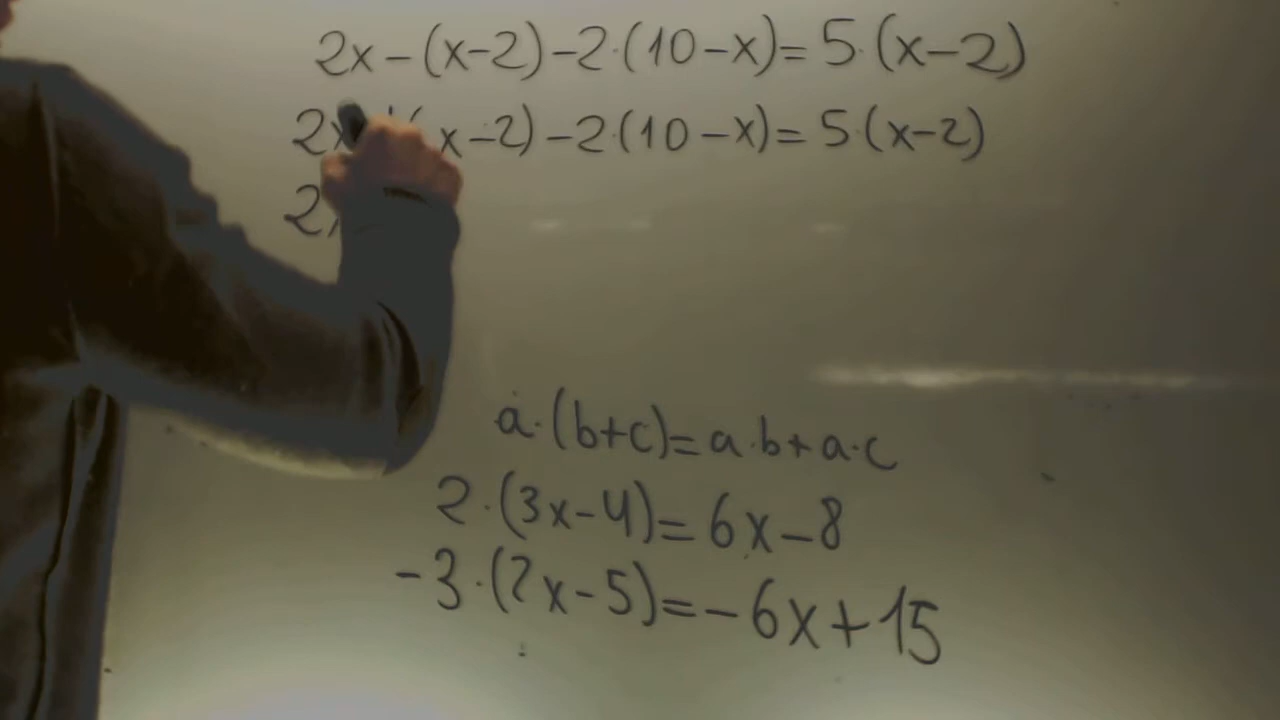 2x-(x-2)-2·(10-x)=5·(x-2)
2x (x-2)-2·(10-x)=5·(x-2)
2
a·(b+c)=a·b+a·c
2·(3x-4)=6x-8
-3·(2x-5)=-6x+15